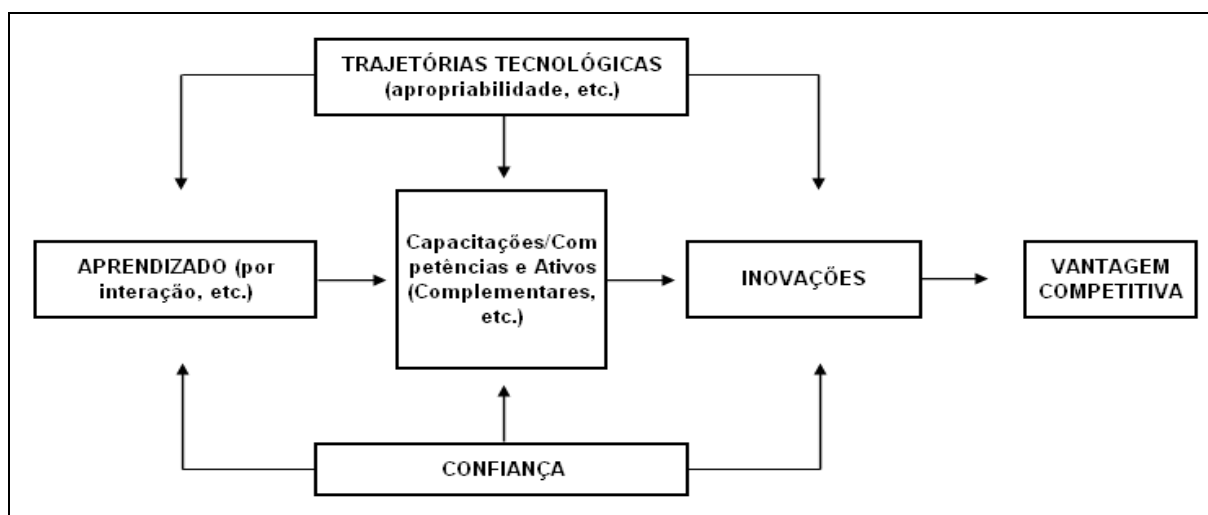 TRAJETÓRIAS TECNOLÓGICAS
(apropriabilidade, etc.)
APRENDIZADO (por
interação, etc.)
Capacitações/Com
petências e Ativos
(Complementares,
etc.)
INOVAÇÕES
VANTAGEM
COMPETITIVA
CONFIANÇA